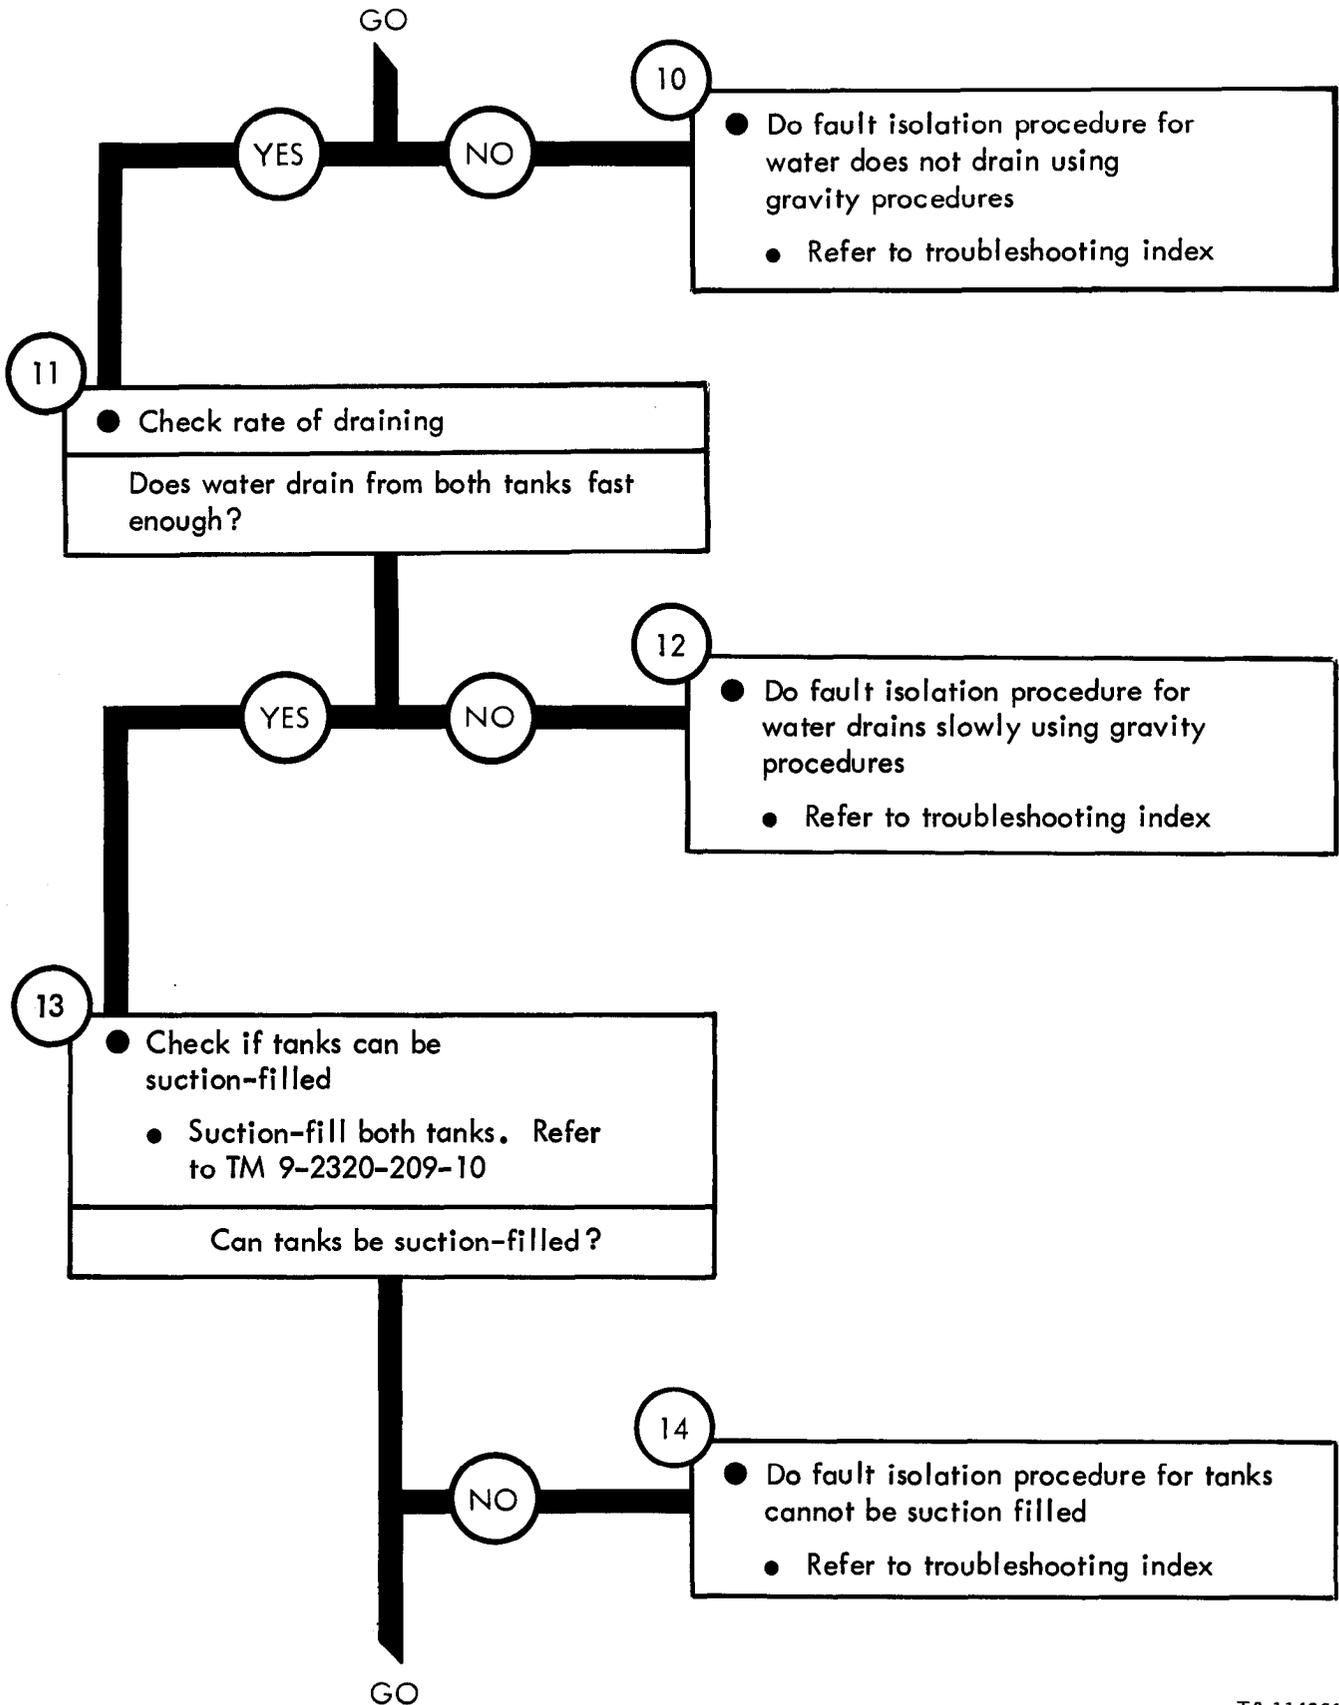 GO
10
YES
NO
● Do fault isolation procedure for
water does not drain using
gravity procedures
● Refer to troubleshooting index
11
● Check rate of draining
Does water drain from both tanks fast
enough?
12
YES
NO
● Do fault isolation procedure for
water drains slowly using gravity
procedures
● Refer to troubleshooting index
13
● Check if tanks can be
suction-filled
● Suction-fill both tanks. Refer
to TM 9-2320-209-10
Can tanks be suction-filled?
14
NO
● Do fault isolation procedure for tanks
cannot be suction filled
● Refer to troubleshooting index
GO